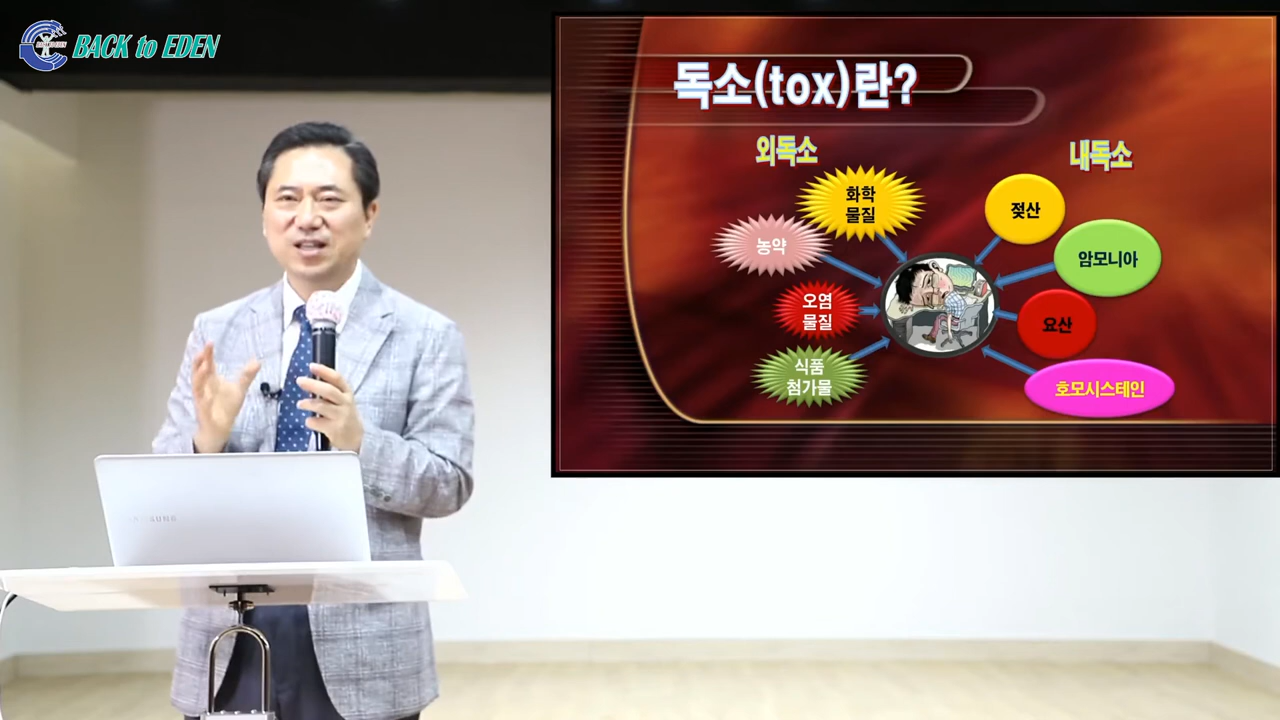 BACK to EDEN
독소(tox)란?
외독소
내독소
화학
물질
농약
오염
물질
식품
첨가물
젖산
암모니아
요산
호모시스테인